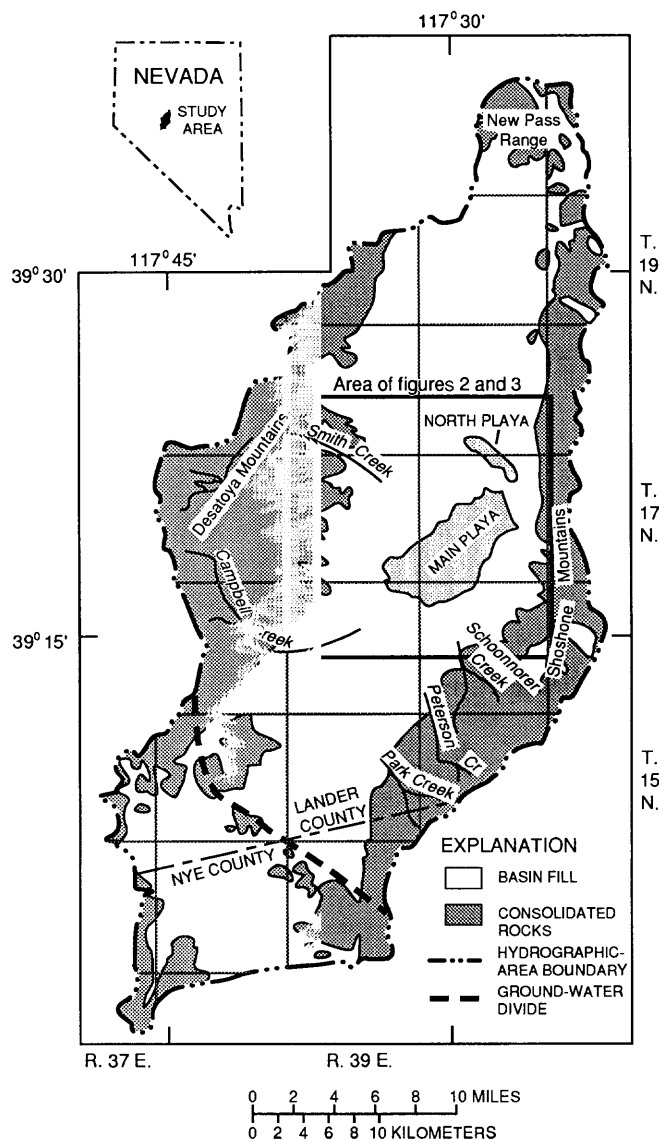 117° 30'
NEVADA
STUDY
AREA
New Pass
Range
117° 45'
39° 30'
T.
19
N.
Area of figures 2 and 3
NORTH PLAYA
Smith Creek
Desatoya Mountains
T.
17
N.
MAIN PLAYA
Campbell Creek
Shoshone Mountains
39° 15'
Schoonnorer
Creek
Peterson Cr
Park Creek
T.
15
N.
LANDER
COUNTY
NYE COUNTY
EXPLANATION
BASIN FILL
CONSOLIDATED
ROCKS
HYDROGRAPHIC-
AREA BOUNDARY
GROUND-WATER
DIVIDE
R. 37 E.
R. 39 E.
0 2 4 6 8 10 MILES
0 2 4 6 8 10 KILOMETERS